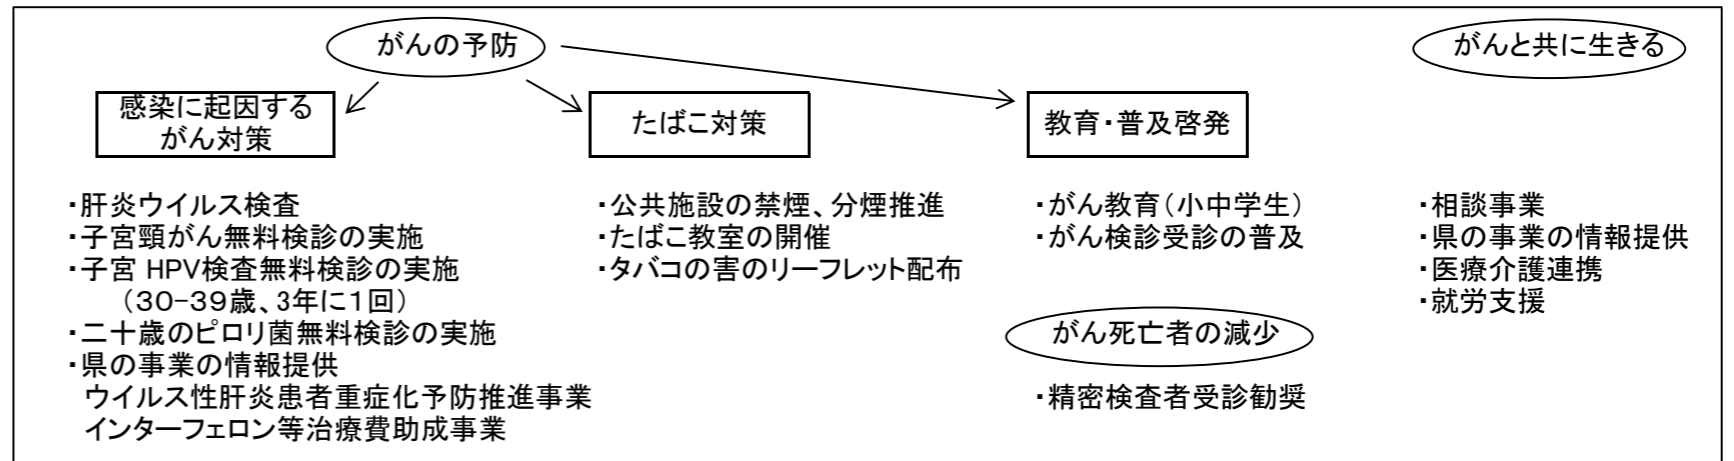 がんの予防
がんと共に生きる
感染に起因する
がん対策
たばこ対策
教育・普及啓発
・肝炎ウイルス検査
・子宮頸がん無料検診の実施
・子宮 HPV検査無料検診の実施
（３０−３９歳、3年に１回）
・二十歳のピロリ菌無料検診の実施
・県の事業の情報提供
ウイルス性肝炎患者重症化予防推進事業
インターフェロン等治療費助成事業
・公共施設の禁煙、分煙推進
・たばこ教室の開催
・タバコの害のリーフレット配布
・がん教育（小中学生）
・がん検診受診の普及
がん死亡者の減少
・精密検査者受診勧奨
・相談事業
・県の事業の情報提供
・医療介護連携
・就労支援